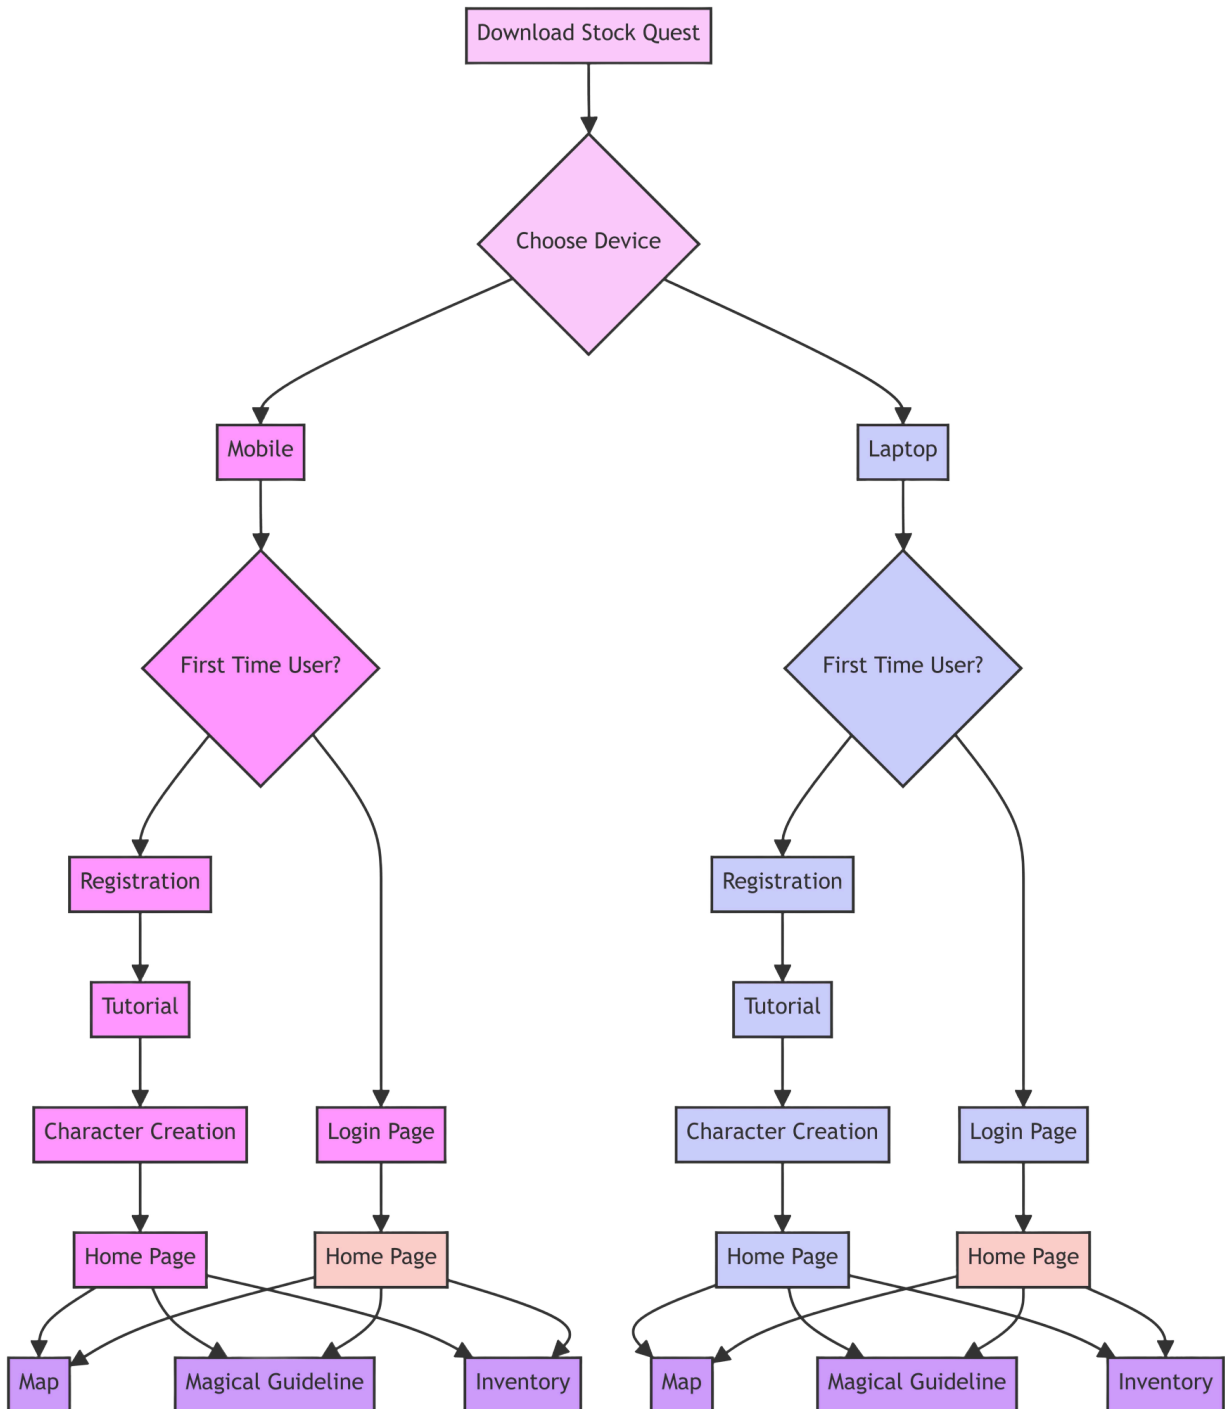 Download Stock Quest
Choose Device
Mobile
Laptop
First Time User?
First Time User?
Registration
Registration
Tutorial
Tutorial
Character Creation
Login Page
Character Creation
Login Page
Home Page
Home Page
Home Page
Home Page
Map
Magical Guideline
Inventory
Map
Magical Guideline
Inventory